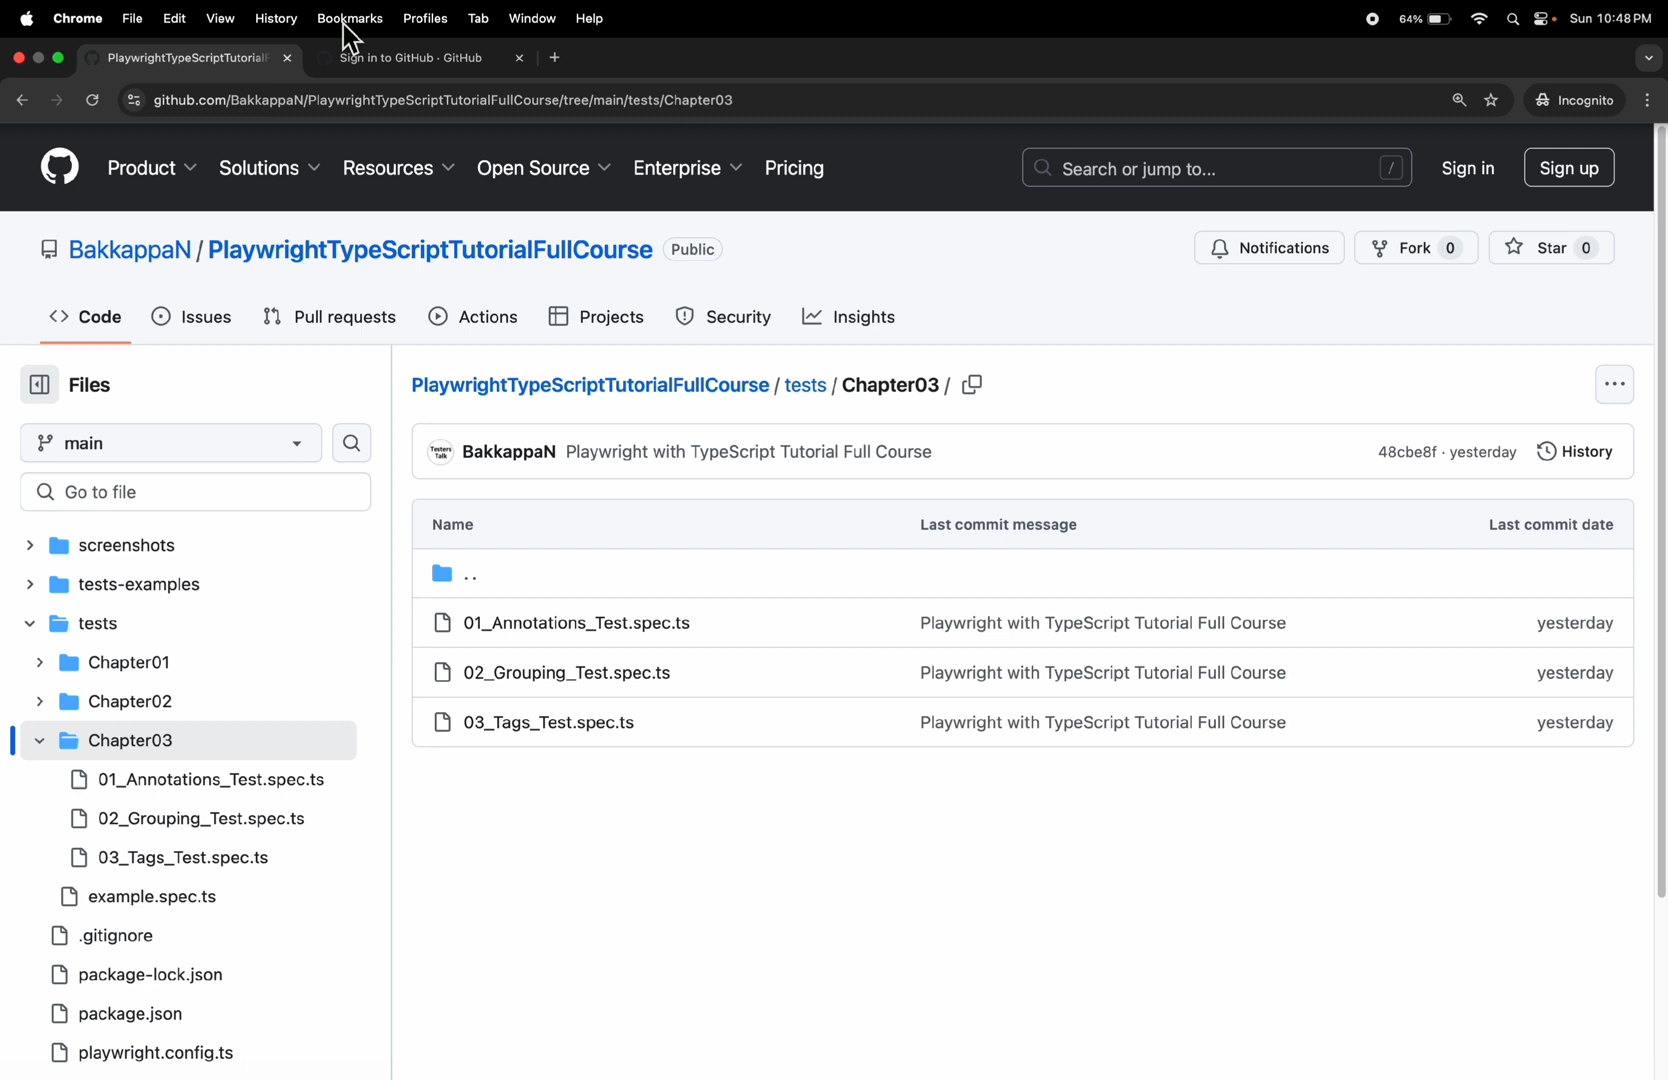 Chrome File Edit View History Bookmarks Profiles Tab Window Help 64% Sun 10:48 PM
PlaywrightTypeScriptTutorialF Sign in to GitHub · GitHub
github.com/BakkappaN/PlaywrightTypeScriptTutorialFullCourse/tree/main/tests/Chapter03 Incognito
Product Solutions Resources Open Source Enterprise Pricing Search or jump to... / Sign in Sign up
BakkappaN / PlaywrightTypeScriptTutorialFullCourse Public Notifications Fork 0 Star 0
Code Issues Pull requests Actions Projects Security Insights
Files
main
Go to file
screenshots
tests-examples
tests
Chapter01
Chapter02
Chapter03
01_Annotations_Test.spec.ts
02_Grouping_Test.spec.ts
03_Tags_Test.spec.ts
example.spec.ts
.gitignore
package-lock.json
package.json
playwright.config.ts
PlaywrightTypeScriptTutorialFullCourse / tests / Chapter03 /
Testers Talk BakkappaN Playwright with TypeScript Tutorial Full Course 48cbe8f · yesterday History
Name Last commit message Last commit date
..
01_Annotations_Test.spec.ts Playwright with TypeScript Tutorial Full Course yesterday
02_Grouping_Test.spec.ts Playwright with TypeScript Tutorial Full Course yesterday
03_Tags_Test.spec.ts Playwright with TypeScript Tutorial Full Course yesterday